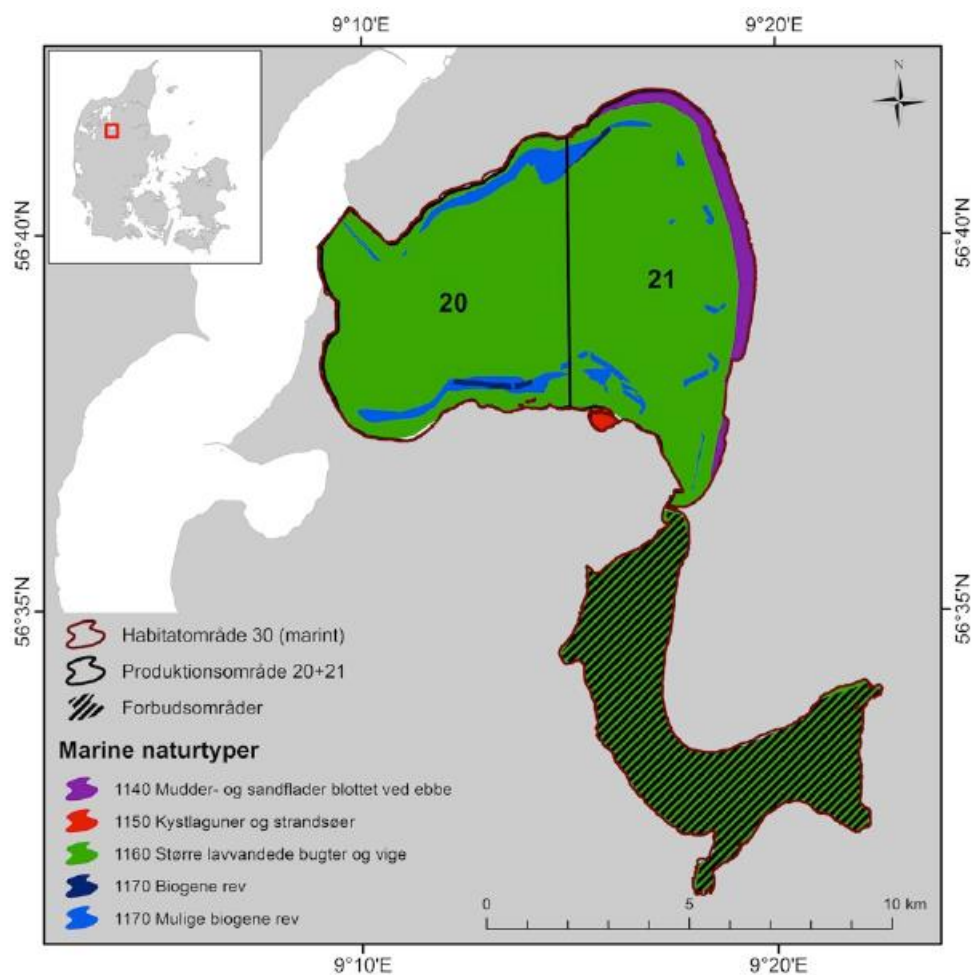 9°10'E
9°20'E
N
56°40'N
56°40'N
20
21
56°35'N
56°35'N
Habitatområde 30 (marint)
Produktionsområde 20+21
Forbudsområder
Marine naturtyper
1140 Mudder- og sandflader blottet ved ebbe
1150 Kystlaguner og strandsøer
1160 Større lavvandede bugter og vige
1170 Biogene rev
1170 Mulige biogene rev
0
5
10 km
9°10'E
9°20'E